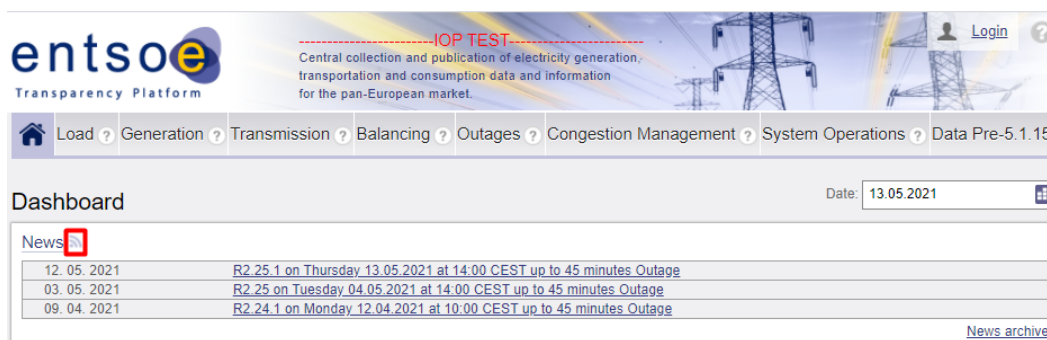 entsoe
Transparency Platform
-------------------------IOP TEST-------------------------
Central collection and publication of electricity generation,
transportation and consumption data and information
for the pan-European market.
Login ?
Load ? Generation ? Transmission ? Balancing ? Outages ? Congestion Management ? System Operations ? Data Pre-5.1.15
Dashboard
Date: 13.05.2021
News
12. 05. 2021 R2.25.1 on Thursday 13.05.2021 at 14:00 CEST up to 45 minutes Outage
03. 05. 2021 R2.25 on Tuesday 04.05.2021 at 14:00 CEST up to 45 minutes Outage
09. 04. 2021 R2.24.1 on Monday 12.04.2021 at 10:00 CEST up to 45 minutes Outage
News archive